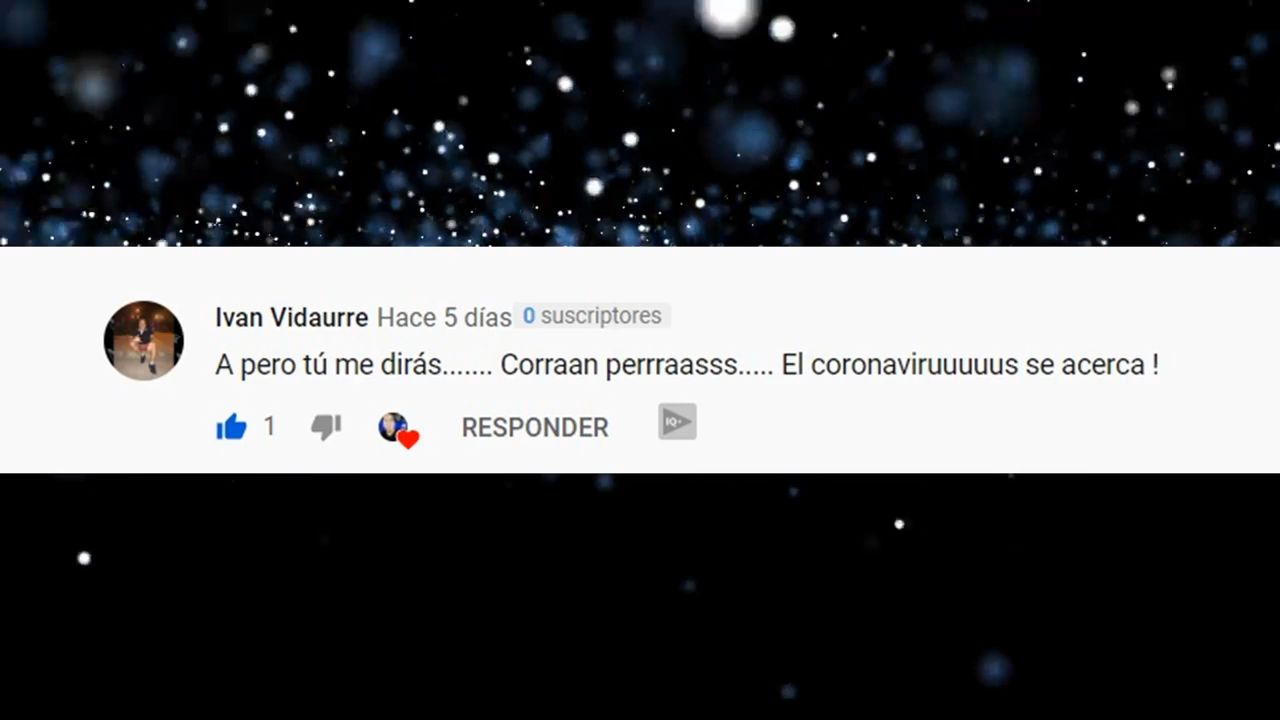 Ivan Vidaurre Hace 5 días 0 suscriptores
A pero tú me dirás....... Corraan perrraasss..... El coronaviruuuuus se acerca !
1 RESPONDER IQ+